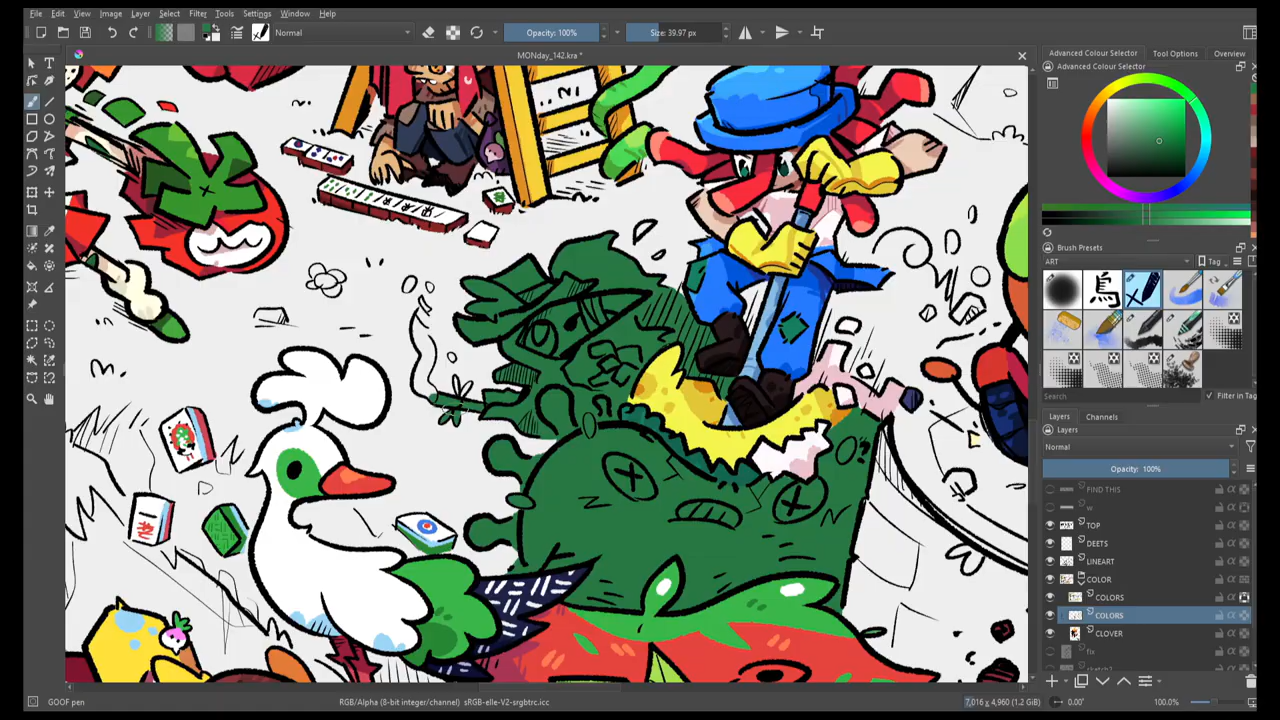 File Edit View Image Layer Select Filter Tools Settings Window Help
Normal
Opacity: 100%
Size: 39.97 px
MONday_142.kra *
Advanced Colour Selector Tool Options Overview
Advanced Colour Selector
Brush Presets
ART
Tag
Search
Filter in Tag
Layers Channels
Layers
Normal
Opacity: 100%
FIND THIS
w
TOP
DEETS
LINEART
COLOR
COLORS
COLORS
CLOVER
fix
sketch2
GOOF pen
RGB/Alpha (8-bit integer/channel) sRGB-elle-V2-srgbtrc.icc
7,016 x 4,960 (1.2 GiB)
0.00°
100.0%